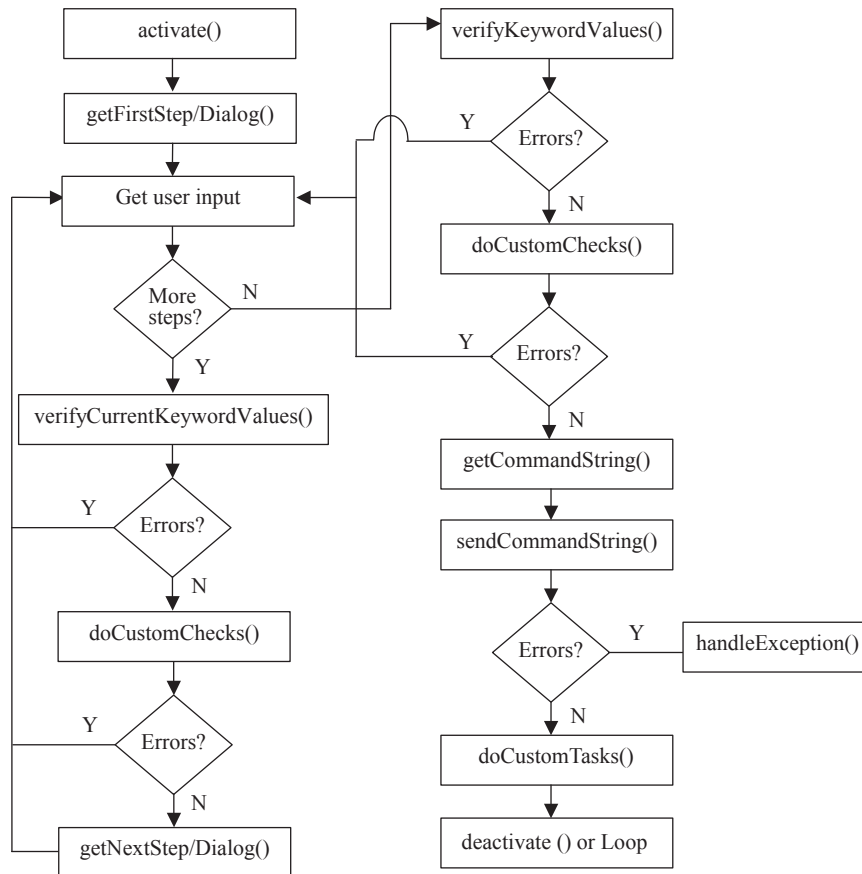 activate()
getFirstStep/Dialog()
Get user input
More
steps?
N
Y
verifyCurrentKeywordValues()
Y
Errors?
N
doCustomChecks()
Y
Errors?
N
getNextStep/Dialog()
verifyKeywordValues()
Y
Errors?
N
doCustomChecks()
Y
Errors?
N
getCommandString()
sendCommandString()
Errors?
Y
handleException()
N
doCustomTasks()
deactivate () or Loop